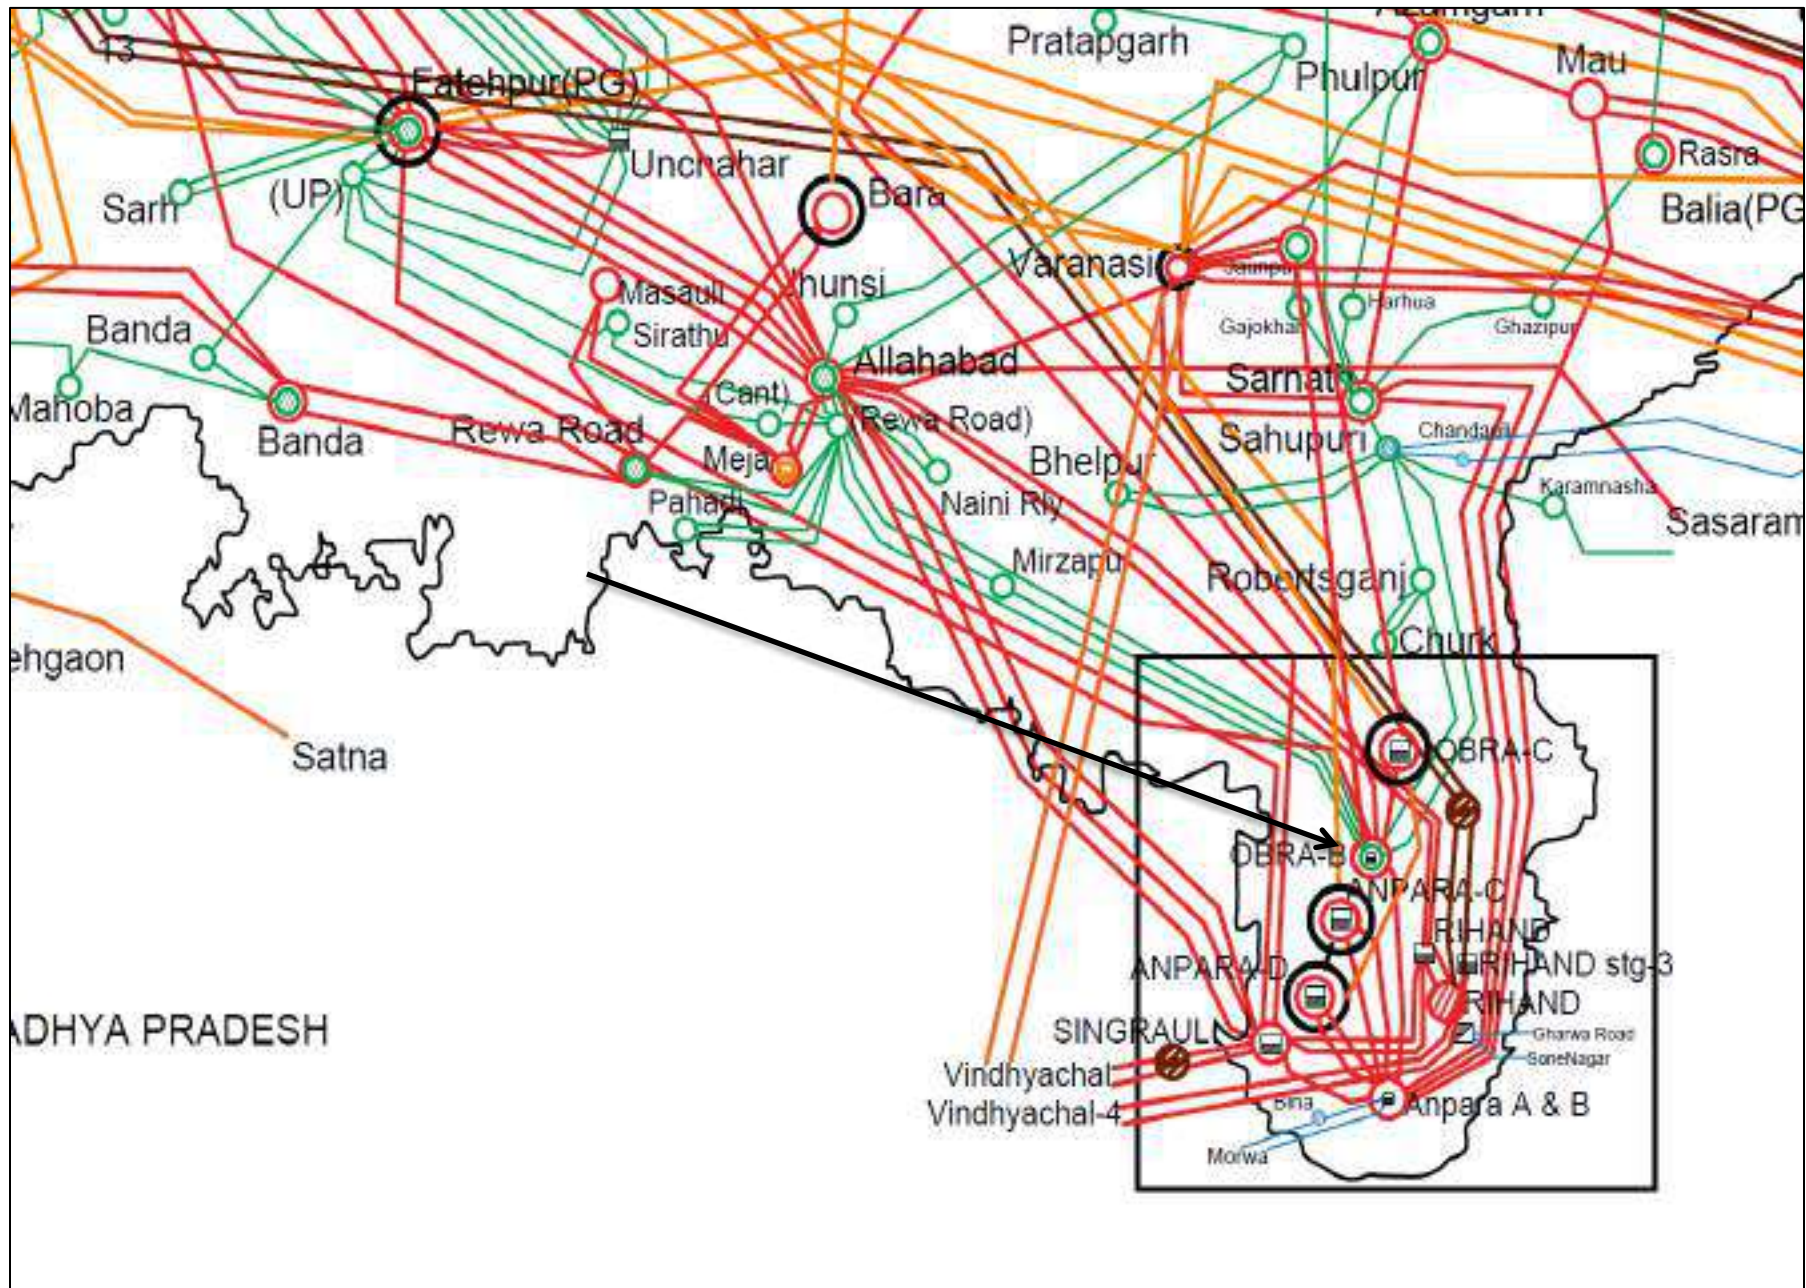 13
Pratapgarh
Mau
Fatehpur(PG)
Phulpur
Unchahar
Rasra
Sarh
(UP)
Bara
Balia(PG
Varanasi
Masauli
Jhunsi
Harhua
Banda
Sirathu
Gajokhar
Ghazipur
Allahabad
Mahoba
(Cant)
Sarnath
Banda
Rewa Road
(Rewa Road)
Sahupuri
Chandauli
Meja
Bhelpur
Pahadi
Naini Rly
Karamnasha
Sasaram
Mirzapu
Robertsganj
Churk
ehgaon
Satna
OBRA-C
OBRA-B
ANPARA-C
RIHAND
ANPARA-D
RIHAND stg-3
RIHAND
ADHYA PRADESH
SINGRAULI
Gharwa Road
SoneNagar
Vindhyachal
Vindhyachal-4
Bina
Anpara A & B
Morwa